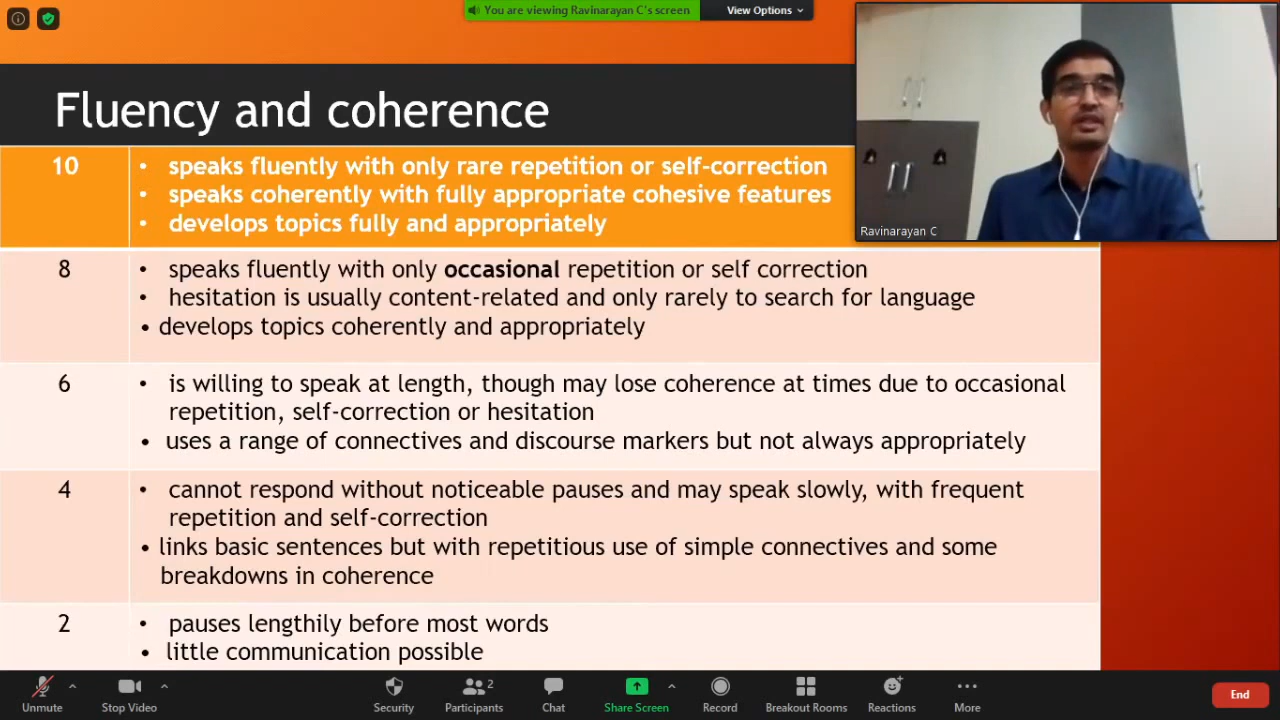 You are viewing Ravinarayan C's screen
View Options
Fluency and coherence
Ravinarayan C
10
• speaks fluently with only rare repetition or self-correction
• speaks coherently with fully appropriate cohesive features
• develops topics fully and appropriately
8
• speaks fluently with only occasional repetition or self correction
• hesitation is usually content-related and only rarely to search for language
• develops topics coherently and appropriately
6
• is willing to speak at length, though may lose coherence at times due to occasional
repetition, self-correction or hesitation
• uses a range of connectives and discourse markers but not always appropriately
4
• cannot respond without noticeable pauses and may speak slowly, with frequent
repetition and self-correction
• links basic sentences but with repetitious use of simple connectives and some
breakdowns in coherence
2
• pauses lengthily before most words
• little communication possible
Unmute
Stop Video
Security
Participants
2
Chat
Share Screen
Record
Breakout Rooms
Reactions
More
End